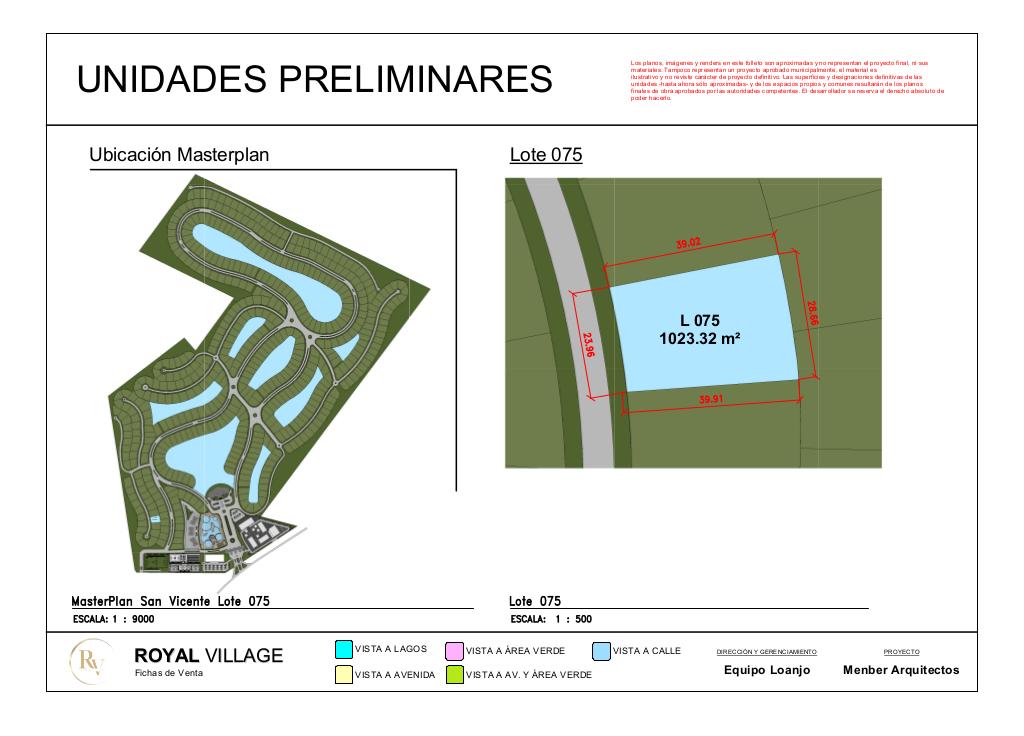 UNIDADES PRELIMINARES
Los planos, imágenes y renders en este folleto son aproximadas y no representan el proyecto final, ni sus
materiales. Tampoco representan un proyecto aprobado municipalmente, el material es
ilustrativo y no reviste carácter de proyecto definitivo. Las superficies y designaciones definitivas de las
unidades -hasta ahora sólo aproximadas- y de los espacios propios y comunes resultarán de los planos
finales de obra aprobados por las autoridades competentes. El desarrollador se reserva el derecho absoluto de
poder hacerlo.
Ubicación Masterplan
Lote 075
39.02
28.66
L 075
1023.32 m²
23.96
39.91
MasterPlan San Vicente Lote 075
ESCALA: 1 : 9000
Lote 075
ESCALA: 1 : 500
RV
ROYAL VILLAGE
Fichas de Venta
VISTA A LAGOS
VISTA A ÁREA VERDE
VISTA A CALLE
VISTA A AVENIDA
VISTA A AV. Y ÁREA VERDE
DIRECCIÓN Y GERENCIAMIENTO
Equipo Loanjo
PROYECTO
Menber Arquitectos